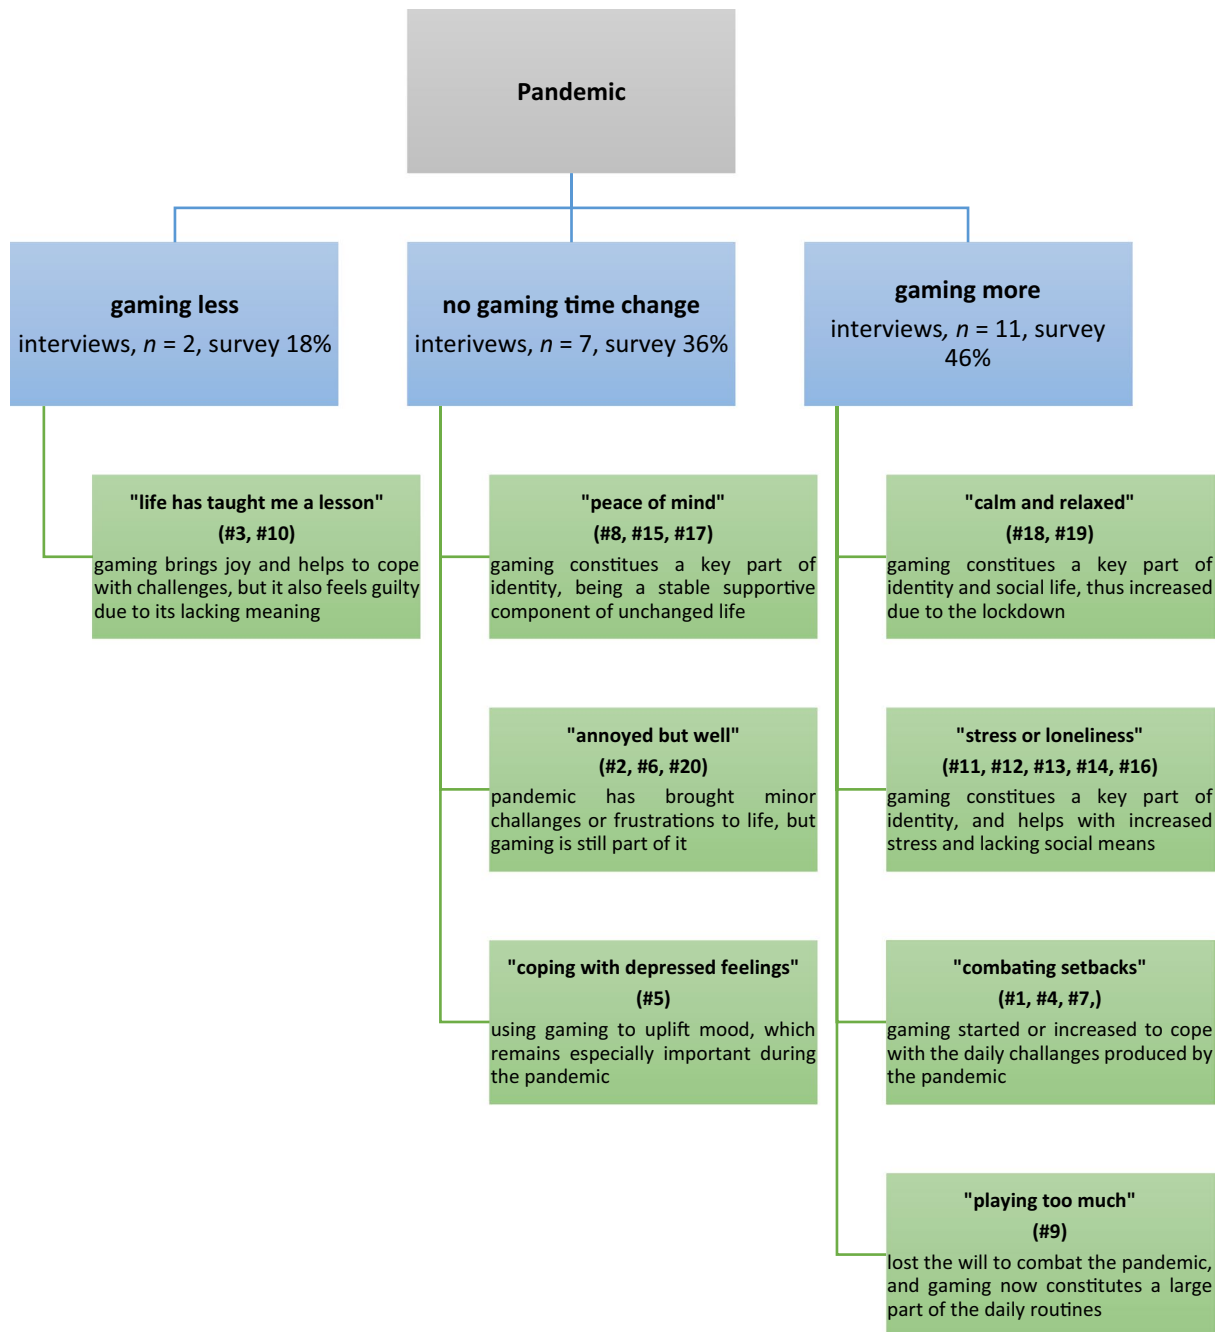 Pandemic
gaming less
interviews, n = 2, survey 18%
no gaming time change
interivews, n = 7, survey 36%
gaming more
interviews, n = 11, survey
46%
"life has taught me a lesson"
(#3, #10)
gaming brings joy and helps to cope
with challenges, but it also feels guilty
due to its lacking meaning
"peace of mind"
(#8, #15, #17)
gaming constitues a key part of
identity, being a stable supportive
component of unchanged life
"annoyed but well"
(#2, #6, #20)
pandemic has brought minor
challanges or frustrations to life, but
gaming is still part of it
"coping with depressed feelings"
(#5)
using gaming to uplift mood, which
remains especially important during
the pandemic
"calm and relaxed"
(#18, #19)
gaming constitues a key part of
identity and social life, thus increased
due to the lockdown
"stress or loneliness"
(#11, #12, #13, #14, #16)
gaming constitues a key part of
identity, and helps with increased
stress and lacking social means
"combating setbacks"
(#1, #4, #7,)
gaming started or increased to cope
with the daily challanges produced by
the pandemic
"playing too much"
(#9)
lost the will to combat the pandemic,
and gaming now constitutes a large
part of the daily routines